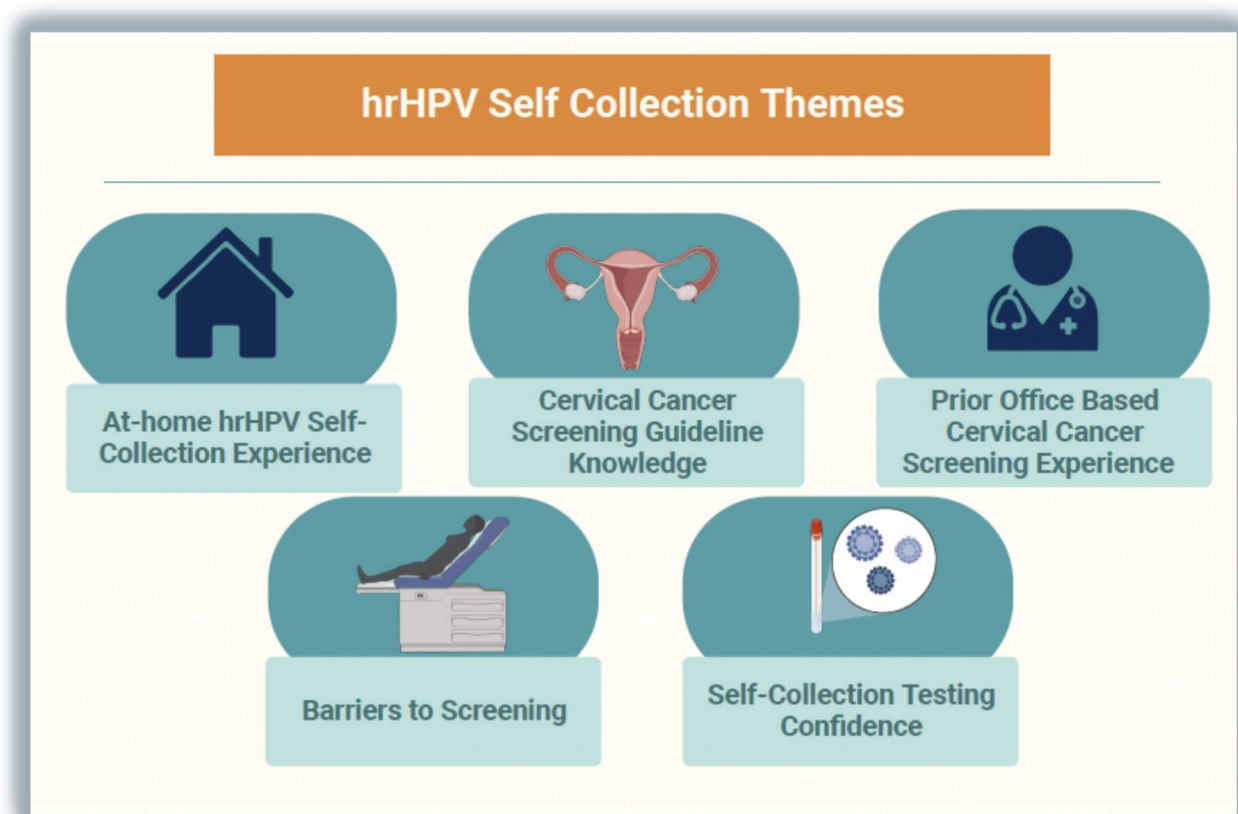 hrHPV Self Collection Themes
At-home hrHPV Self-
Collection Experience
Cervical Cancer
Screening Guideline
Knowledge
Prior Office Based
Cervical Cancer
Screening Experience
Barriers to Screening
Self-Collection Testing
Confidence